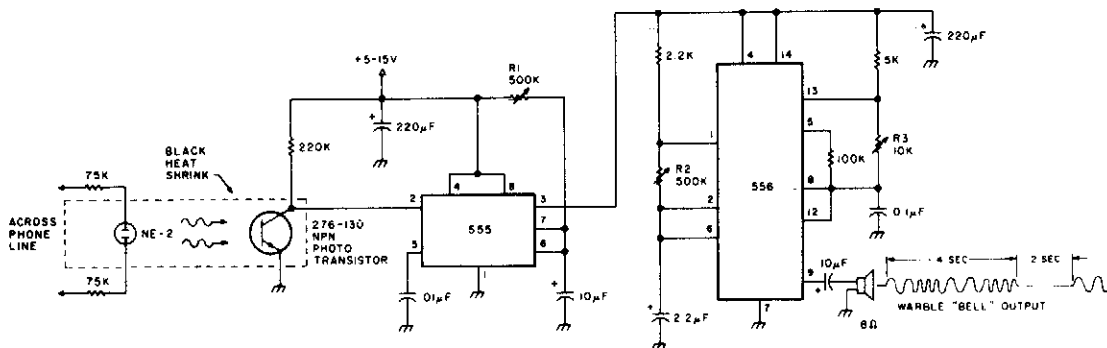 +5-15V
R1
500K
220K
220µF
BLACK
HEAT
SHRINK
75K
ACROSS
PHONE
LINE
NE-2
75K
276-130
NPN
PHOTO
TRANSISTOR
2
4
8
3
7
6
5
1
555
.01µF
10µF
2.2K
R2
500K
2.2µF
4
14
1
2
6
13
5
8
12
9
7
556
5K
220µF
100K
R3
10K
0.1µF
10µF
8Ω
4 SEC
2 SEC
WARBLE "BELL" OUTPUT